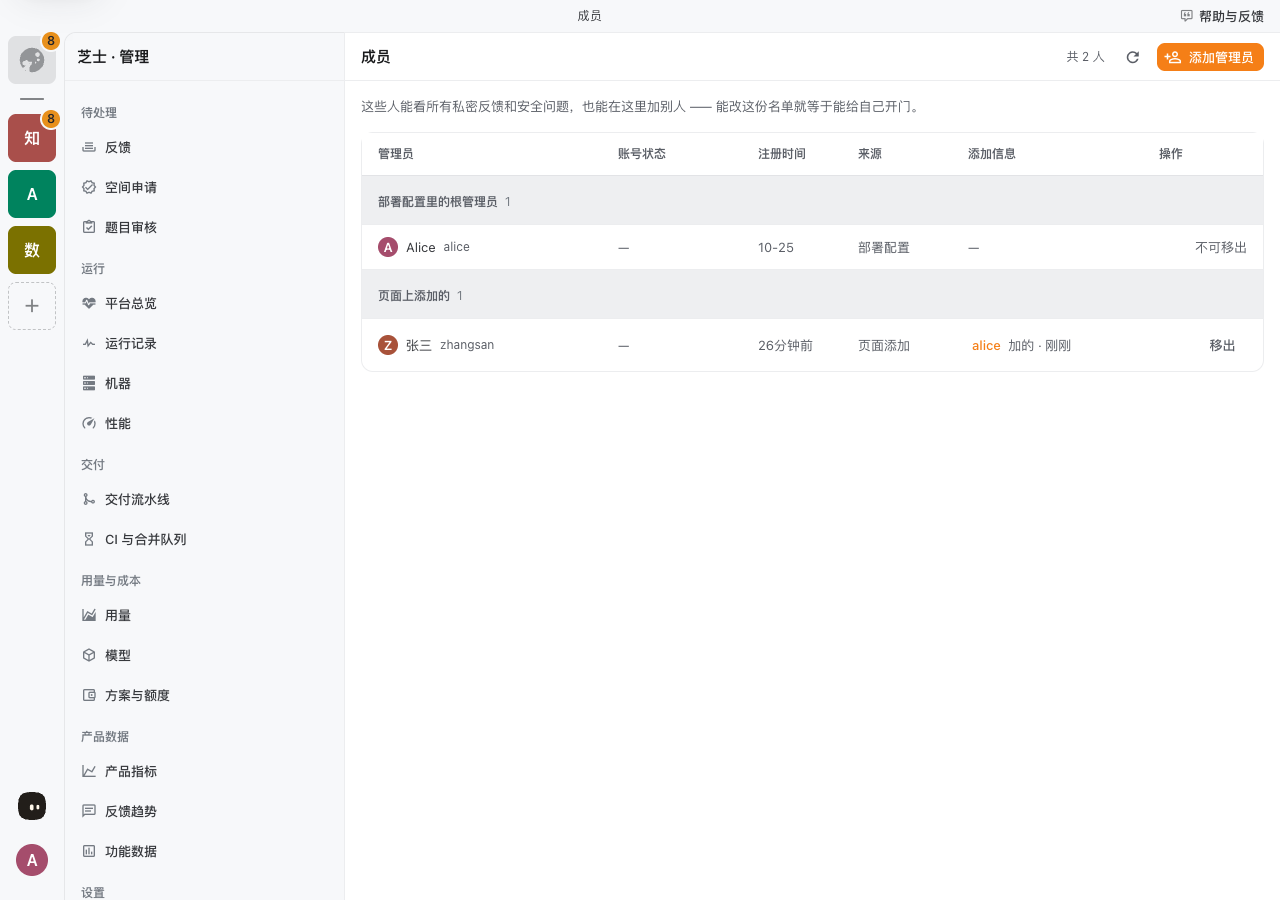 成员
帮助与反馈
8
知
8
A
数
A
芝士 · 管理
待处理
反馈
空间申请
题目审核
运行
平台总览
运行记录
机器
性能
交付
交付流水线
CI 与合并队列
用量与成本
用量
模型
方案与额度
产品数据
产品指标
反馈趋势
功能数据
设置
成员
共 2 人
添加管理员
这些人能看所有私密反馈和安全问题，也能在这里加别人 —— 能改这份名单就等于能给自己开门。
管理员 账号状态 注册时间 来源 添加信息 操作
部署配置里的根管理员 1
A Alice alice — 10-25 部署配置 — 不可移出
页面上添加的 1
Z 张三 zhangsan — 26分钟前 页面添加 alice 加的 · 刚刚 移出